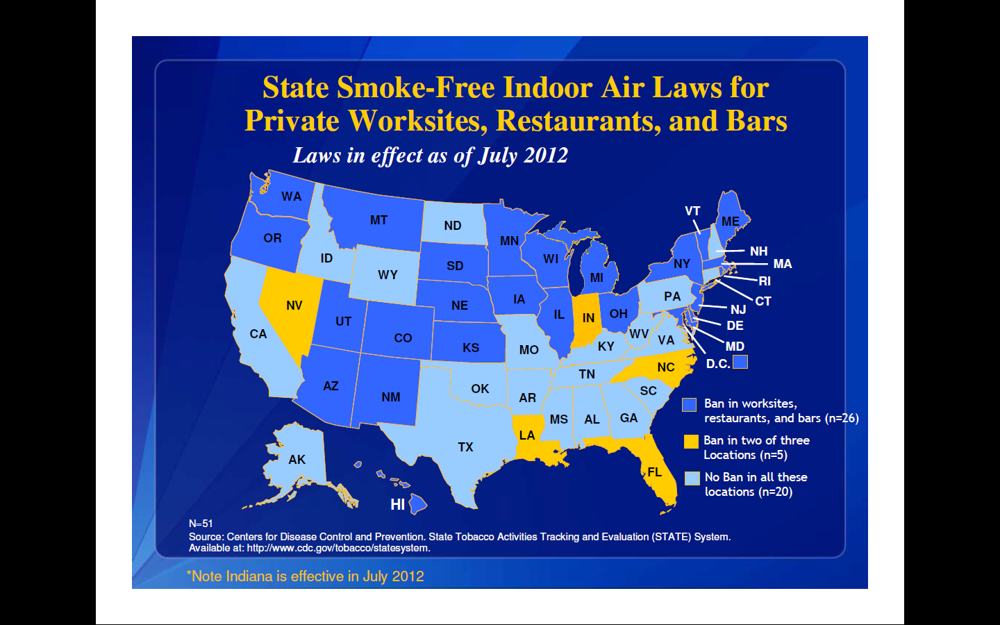 State Smoke-Free Indoor Air Laws for
Private Worksites, Restaurants, and Bars
Laws in effect as of July 2012
WA
MT
ND
MN
VT
ME
OR
ID
WY
SD
WI
MI
NY
NH
MA
RI
CT
NV
UT
CO
NE
IA
IL
IN
OH
PA
NJ
DE
MD
D.C.
CA
KS
MO
KY
WV
VA
AZ
NM
OK
AR
TN
NC
SC
TX
LA
MS
AL
GA
FL
AK
HI
Ban in worksites,
restaurants, and bars (n=26)
Ban in two of three
Locations (n=5)
No Ban in all these
locations (n=20)
N=51
Source: Centers for Disease Control and Prevention. State Tobacco Activities Tracking and Evaluation (STATE) System.
Available at: http://www.cdc.gov/tobacco/statesystem.
*Note Indiana is effective in July 2012